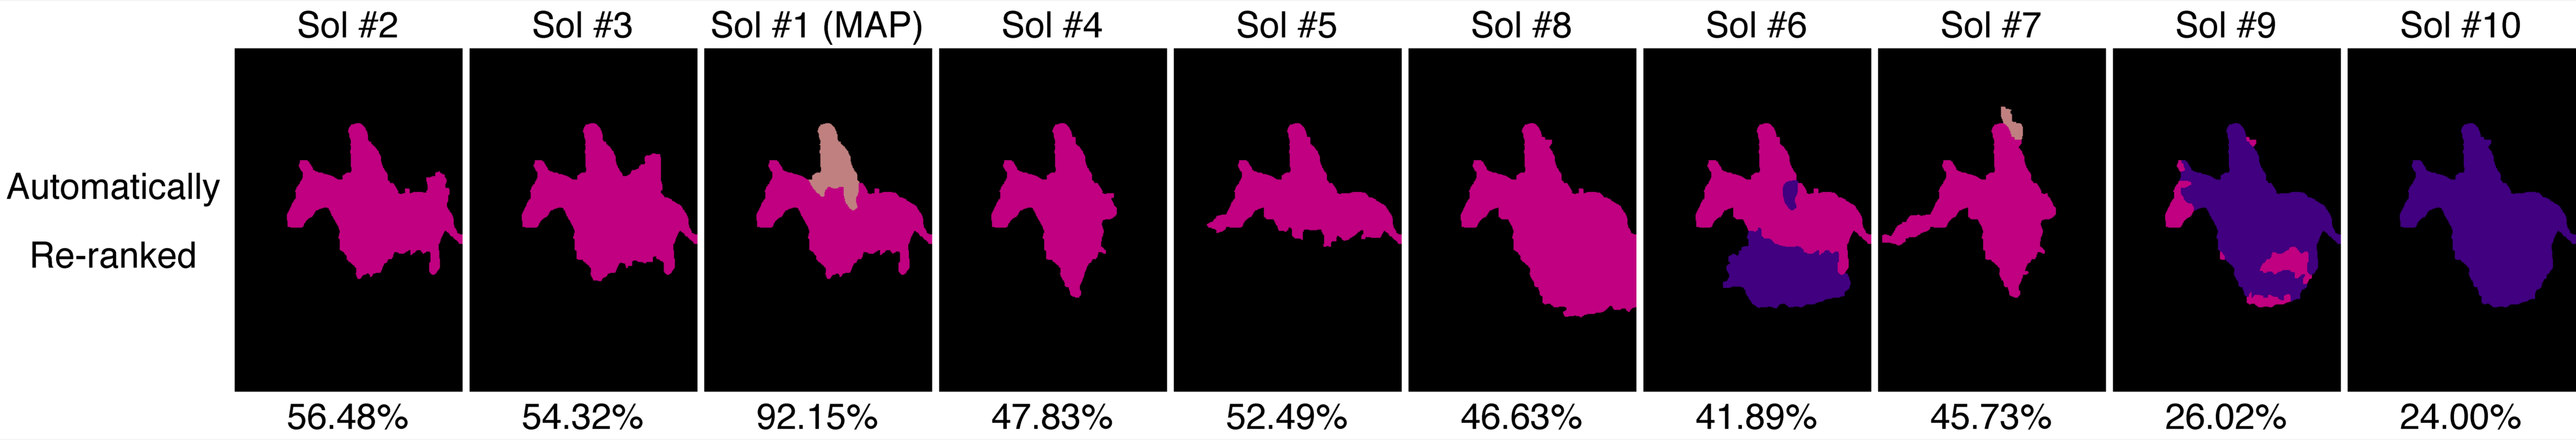 Sol #2 Sol #3 Sol #1 (MAP) Sol #4 Sol #5 Sol #8 Sol #6 Sol #7 Sol #9 Sol #10
Automatically
Re-ranked
56.48% 54.32% 92.15% 47.83% 52.49% 46.63% 41.89% 45.73% 26.02% 24.00%